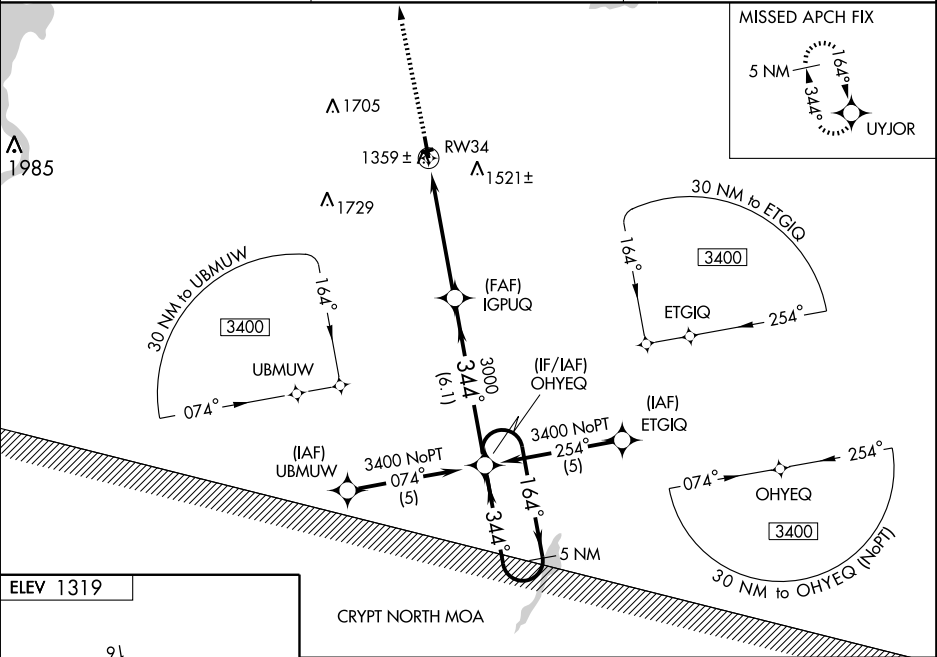 MISSED APCH FIX
5 NM
164°
344°
UYJOR
1705
1985
1359 ±
RW34
1521±
1729
30 NM to ETGIQ
3400
164°
ETGIQ
254°
30 NM to UBMUW
164°
3400
UBMUW
074°
(FAF)
IGPUQ
3000
344°
(6.1)
(IF/IAF)
OHYEQ
(IAF)
ETGIQ
3400 NoPT
254°
(5)
(IAF)
UBMUW
3400 NoPT
074°
(5)
164°
344°
5 NM
074°
254°
OHYEQ
3400
30 NM to OHYEQ (NoPT)
ELEV 1319
CRYPT NORTH MOA
16